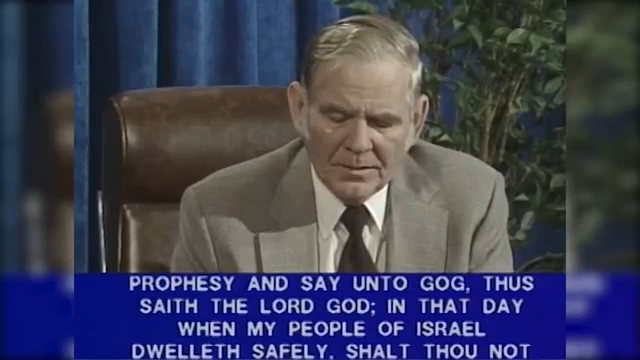 PROPHESY AND SAY UNTO GOG, THUS
SAITH THE LORD GOD; IN THAT DAY
WHEN MY PEOPLE OF ISRAEL
DWELLETH SAFELY, SHALT THOU NOT